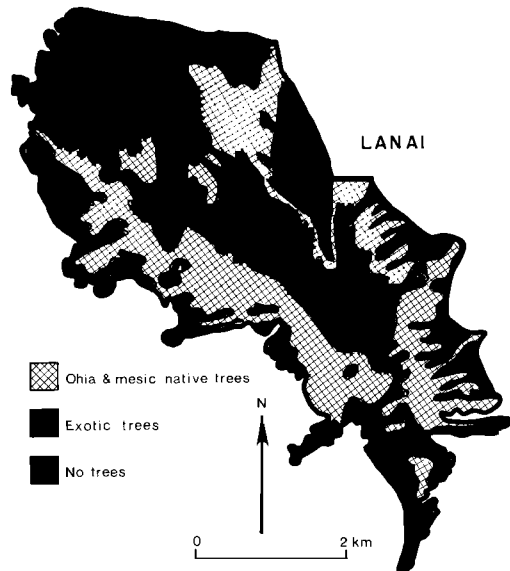 LANAI
Ohia & mesic native trees
Exotic trees
No trees
N
0 2 km